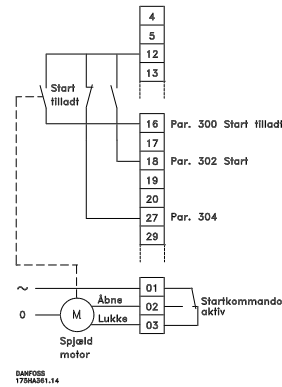 4
5
12
13
Start
tilladt
16 Par. 300 Start tilladt
17
18 Par. 302 Start
19
20
27 Par. 304
29
~
01
Åbne
02
Startkommando
aktiv
0
M
Lukke
03
Spjæld
motor
DANFOSS
175HA361.14